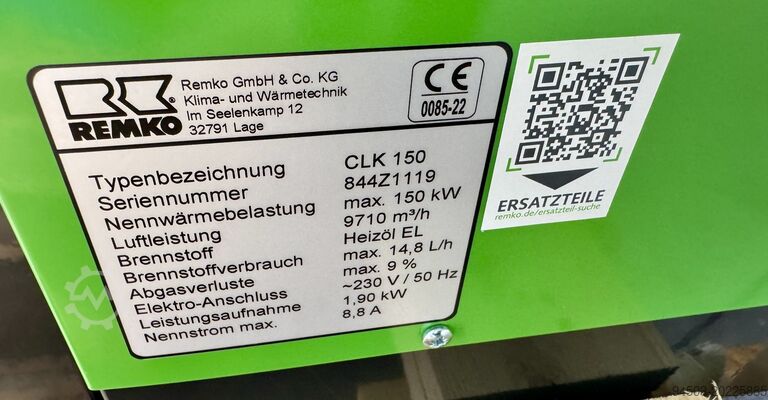 REMKO®
Remko GmbH & Co. KG
Klima- und Wärmetechnik
Im Seelenkamp 12
32791 Lage
CE
0085-22
Typenbezeichnung CLK 150
Seriennummer 844Z1119
Nennwärmebelastung max. 150 kW
Luftleistung 9710 m³/h
Brennstoff Heizöl EL
Brennstoffverbrauch max. 14,8 L/h
Abgasverluste max. 9 %
Elektro-Anschluss ~230 V / 50 Hz
Leistungsaufnahme 1,90 kW
Nennstrom max. 8,8 A
ERSATZTEILE
remko.de/ersatzteil-suche